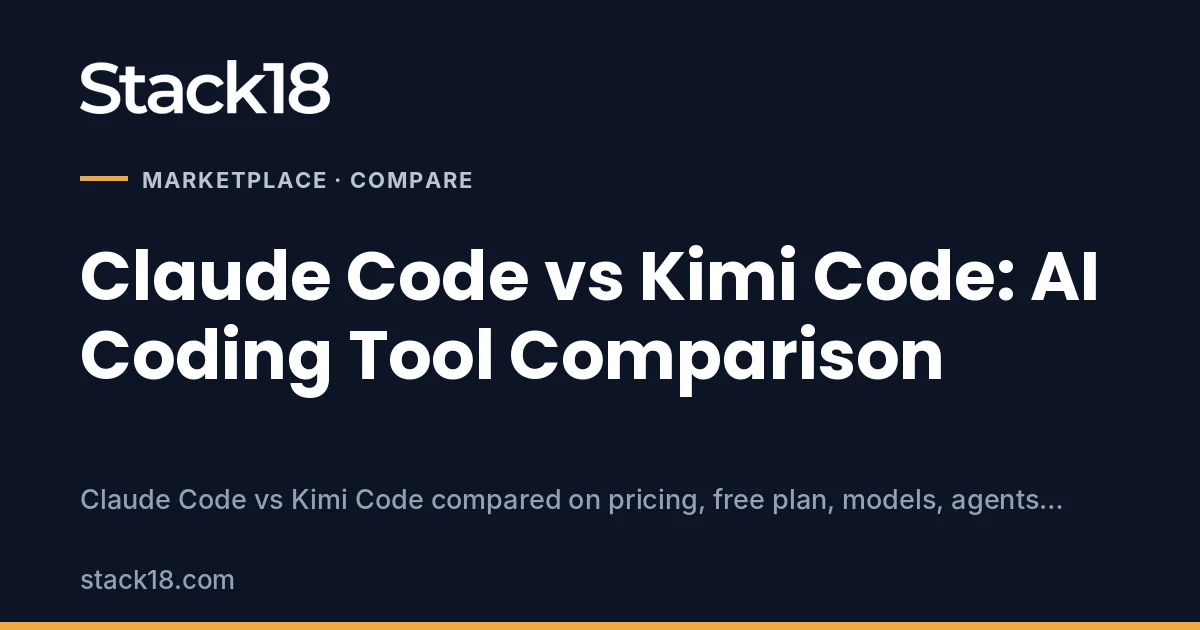 Stack18
MARKETPLACE · COMPARE
Claude Code vs Kimi Code: AI
Coding Tool Comparison
Claude Code vs Kimi Code compared on pricing, free plan, models, agents...
stack18.com